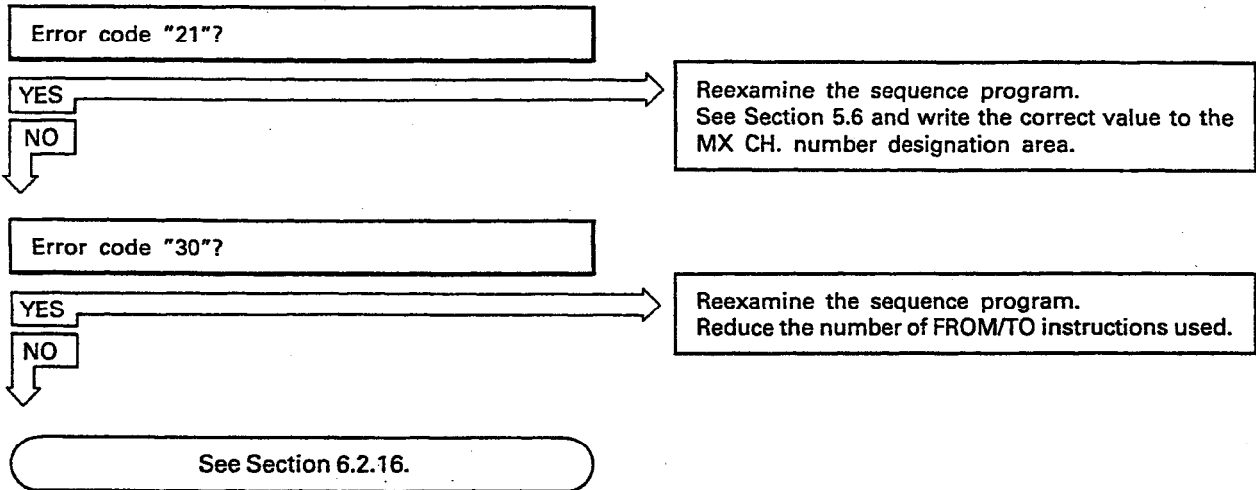 Error code "21"?
YES
Reexamine the sequence program.
See Section 5.6 and write the correct value to the
MX CH. number designation area.
NO
Error code "30"?
YES
Reexamine the sequence program.
Reduce the number of FROM/TO instructions used.
NO
See Section 6.2.16.